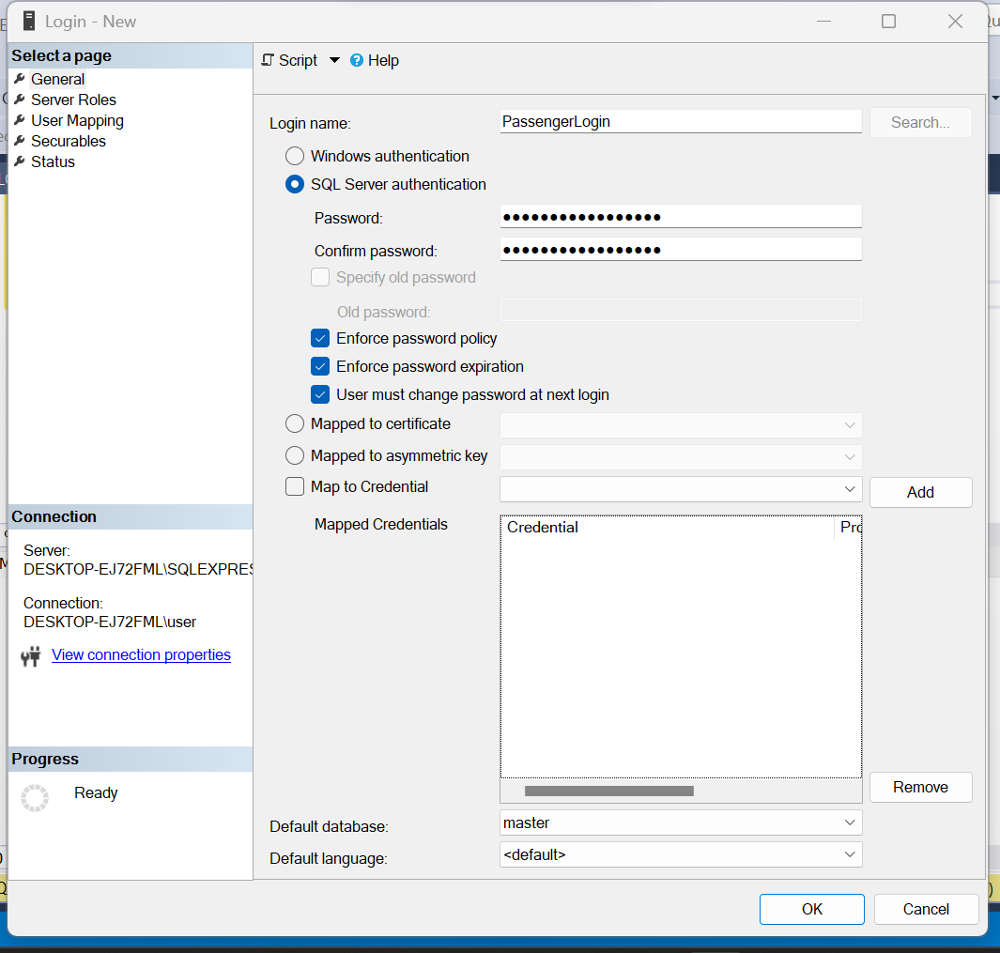 Login - New
Select a page
General
Server Roles
User Mapping
Securables
Status
Script
Help
Login name:
PassengerLogin
Search...
Windows authentication
SQL Server authentication
Password:
●●●●●●●●●●●●●●●●●
Confirm password:
●●●●●●●●●●●●●●●●●
Specify old password
Old password:
Enforce password policy
Enforce password expiration
User must change password at next login
Mapped to certificate
Mapped to asymmetric key
Map to Credential
Add
Mapped Credentials
Credential
Pro
Remove
Default database:
master
Default language:
<default>
Connection
Server:
DESKTOP-EJ72FML\SQLEXPRES
Connection:
DESKTOP-EJ72FML\user
View connection properties
Progress
Ready
OK
Cancel